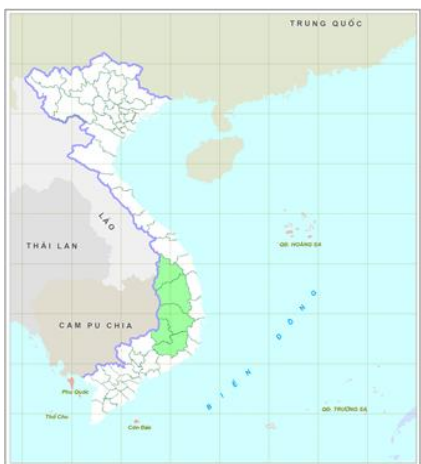 TRUNG QUỐC
LÀO
THÁI LAN
QĐ. HOÀNG SA
CAM PU CHIA
BIỂN ĐÔNG
Phú Quốc
Thổ Chu
Côn Đảo
QĐ. TRƯỜNG SA